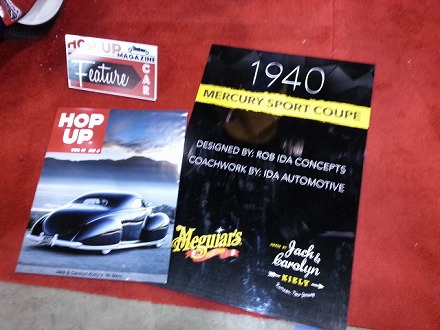 HOP UP
MAGAZINE
Feature
CAR
HOP
UP
1940
MERCURY SPORT COUPE
DESIGNED BY: ROB IDA CONCEPTS
COACHWORK BY: IDA AUTOMOTIVE
Meguiar's
Jack &
Carolyn
KIELY